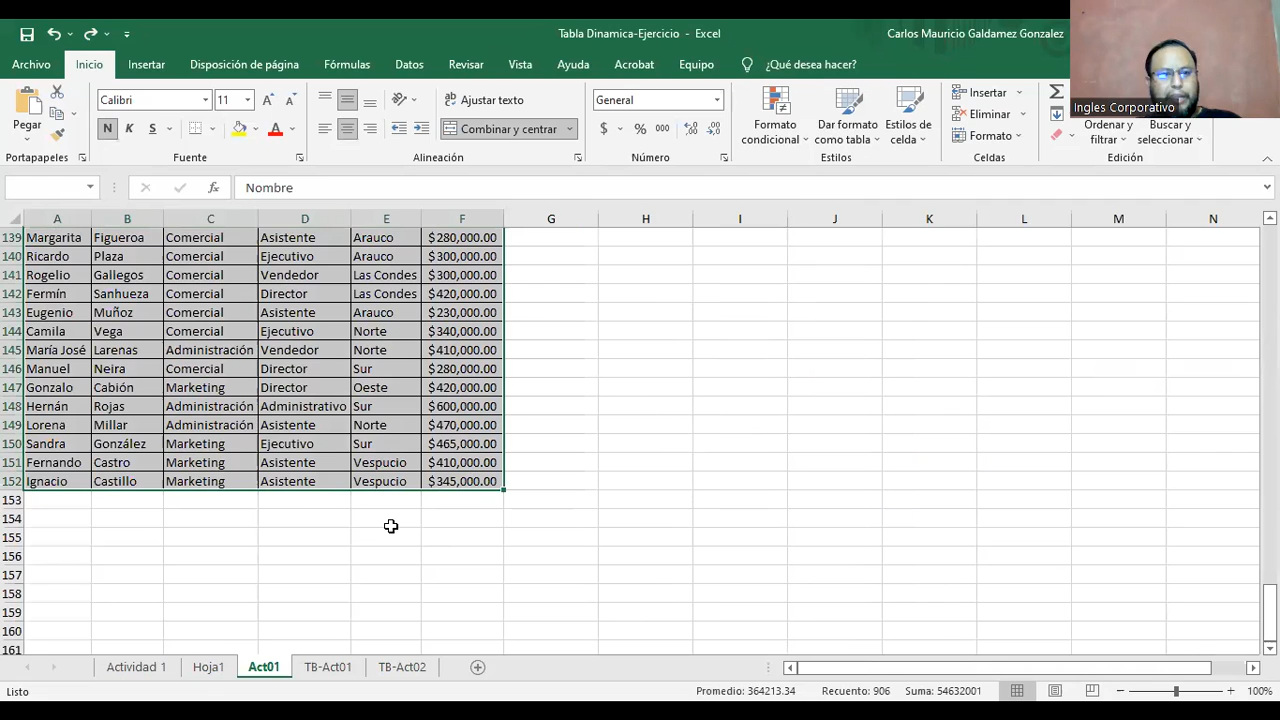 Tabla Dinamica-Ejercicio - Excel
Carlos Mauricio Galdamez Gonzalez
Archivo Inicio Insertar Disposición de página Fórmulas Datos Revisar Vista Ayuda Acrobat Equipo ¿Qué desea hacer?
Ingles Corporativo
Pegar
Calibri 11
N K S
Ajustar texto
Combinar y centrar
General
$ % 000
Formato condicional
Dar formato como tabla
Estilos de celda
Insertar
Eliminar
Formato
Ordenar y filtrar
Buscar y seleccionar
Portapapeles Fuente Alineación Número Estilos Celdas Edición
fx Nombre
A B C D E F G H I J K L M N
139 Margarita Figueroa Comercial Asistente Arauco $280,000.00
140 Ricardo Plaza Comercial Ejecutivo Arauco $300,000.00
141 Rogelio Gallegos Comercial Vendedor Las Condes $300,000.00
142 Fermín Sanhueza Comercial Director Las Condes $420,000.00
143 Eugenio Muñoz Comercial Asistente Arauco $230,000.00
144 Camila Vega Comercial Ejecutivo Norte $340,000.00
145 María José Larenas Administración Vendedor Norte $410,000.00
146 Manuel Neira Comercial Director Sur $280,000.00
147 Gonzalo Cabión Marketing Director Oeste $420,000.00
148 Hernán Rojas Administración Administrativo Sur $600,000.00
149 Lorena Millar Administración Asistente Norte $470,000.00
150 Sandra González Marketing Ejecutivo Sur $465,000.00
151 Fernando Castro Marketing Asistente Vespucio $410,000.00
152 Ignacio Castillo Marketing Asistente Vespucio $345,000.00
153
154
155
156
157
158
159
160
161
Actividad 1 Hoja1 Act01 TB-Act01 TB-Act02
Listo
Promedio: 364213.34 Recuento: 906 Suma: 54632001
100%